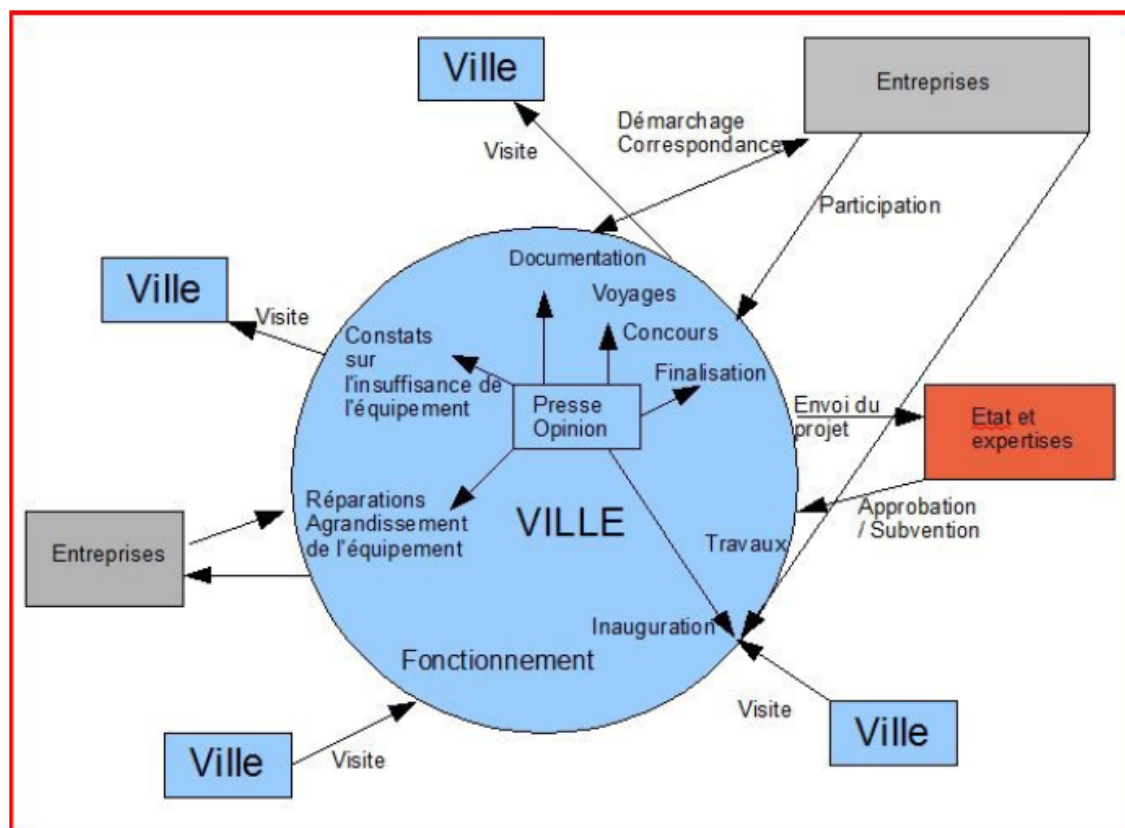 Ville
Entreprises
Démarchage
Correspondance
Visite
Participation
Documentation
Ville
Voyages
Visite
Constats
sur
l'insuffisance de
l'équipement
Concours
Finalisation
Presse
Opinion
Envoi du
projet
Etat et
expertises
Réparations
Agrandissement
de l'équipement
VILLE
Approbation
/ Subvention
Entreprises
Travaux
Inauguration
Fonctionnement
Visite
Ville
Ville
Visite